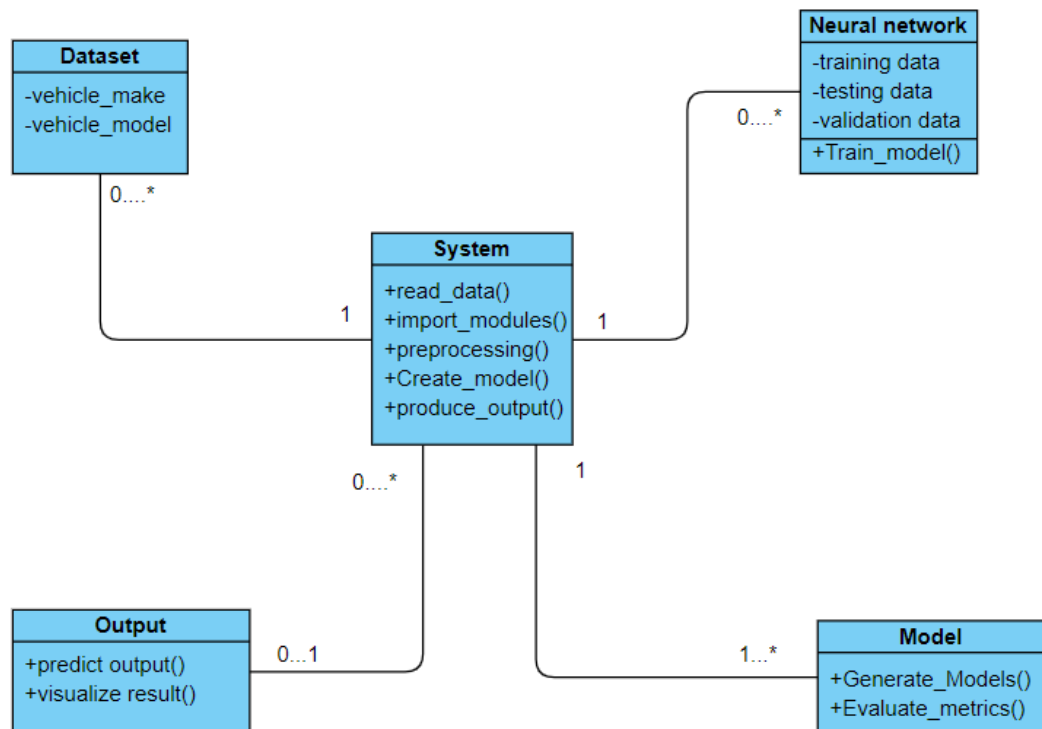 Dataset
-vehicle_make
-vehicle_model
0....*
1
Neural network
-training data
-testing data
-validation data
+Train_model()
0....*
1
System
+read_data()
+import_modules()
+preprocessing()
+Create_model()
+produce_output()
0....*
1
Output
+predict output()
+visualize result()
0...1
1...*
Model
+Generate_Models()
+Evaluate_metrics()